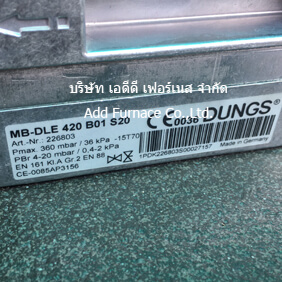 บริษัท เอดีดี เฟอร์เนส จำกัด
Add Furnace Co.,Ltd
MB-DLE 420 B01 S20
CE 0036 DUNGS®
Art.-Nr. 226803
Pmax. 360 mbar / 36 kPa -15T70
PBr 4-20 mbar / 0,4-2 kPa
EN 161 Kl.A Gr.2 EN 88
CE-0085AP3156
Made in Germany
1PDK226803S00027157